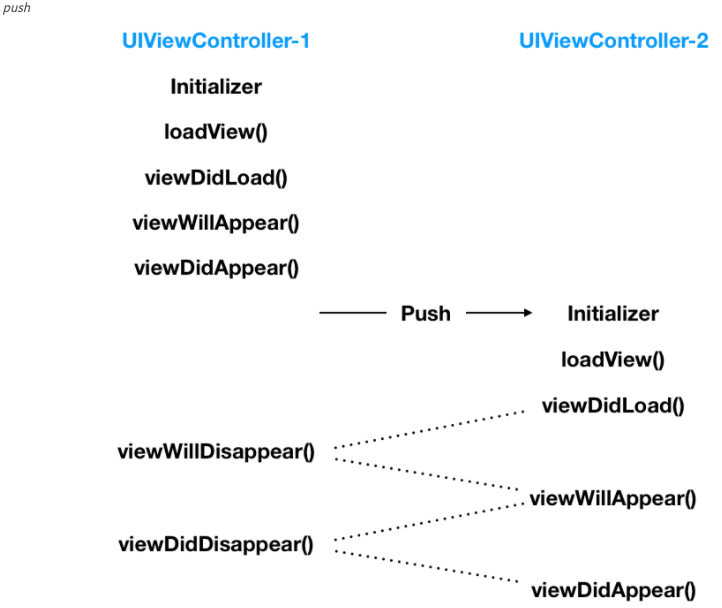 push
UIViewController-1 UIViewController-2
Initializer
loadView()
viewDidLoad()
viewWillAppear()
viewDidAppear()
Push Initializer
loadView()
viewDidLoad()
viewWillDisappear()
viewWillAppear()
viewDidDisappear()
viewDidAppear()